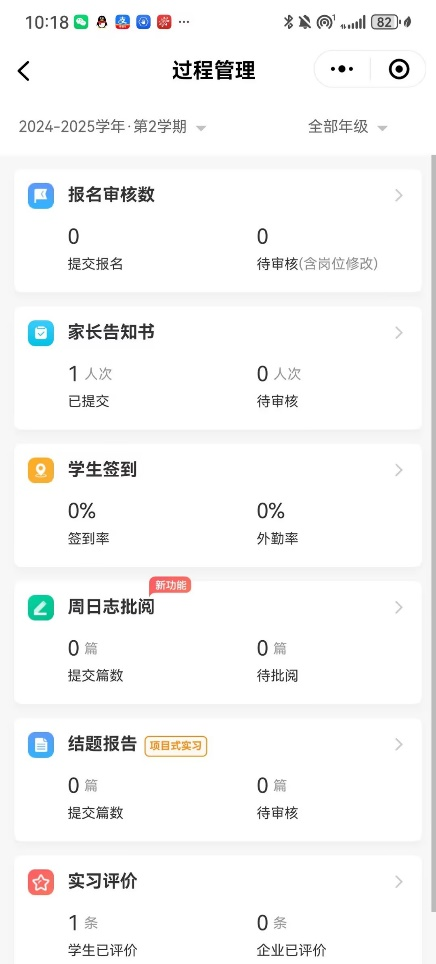 10:18 ... 82
过程管理
2024-2025学年·第2学期 全部年级
报名审核数
0 0
提交报名 待审核(含岗位修改)
家长告知书
1 人次 0 人次
已提交 待审核
学生签到
0% 0%
签到率 外勤率
新功能
周日志批阅
0 篇 0 篇
提交篇数 待批阅
结题报告 项目式实习
0 篇 0 篇
提交篇数 待审核
实习评价
1 条 0 条
学生已评价 企业已评价